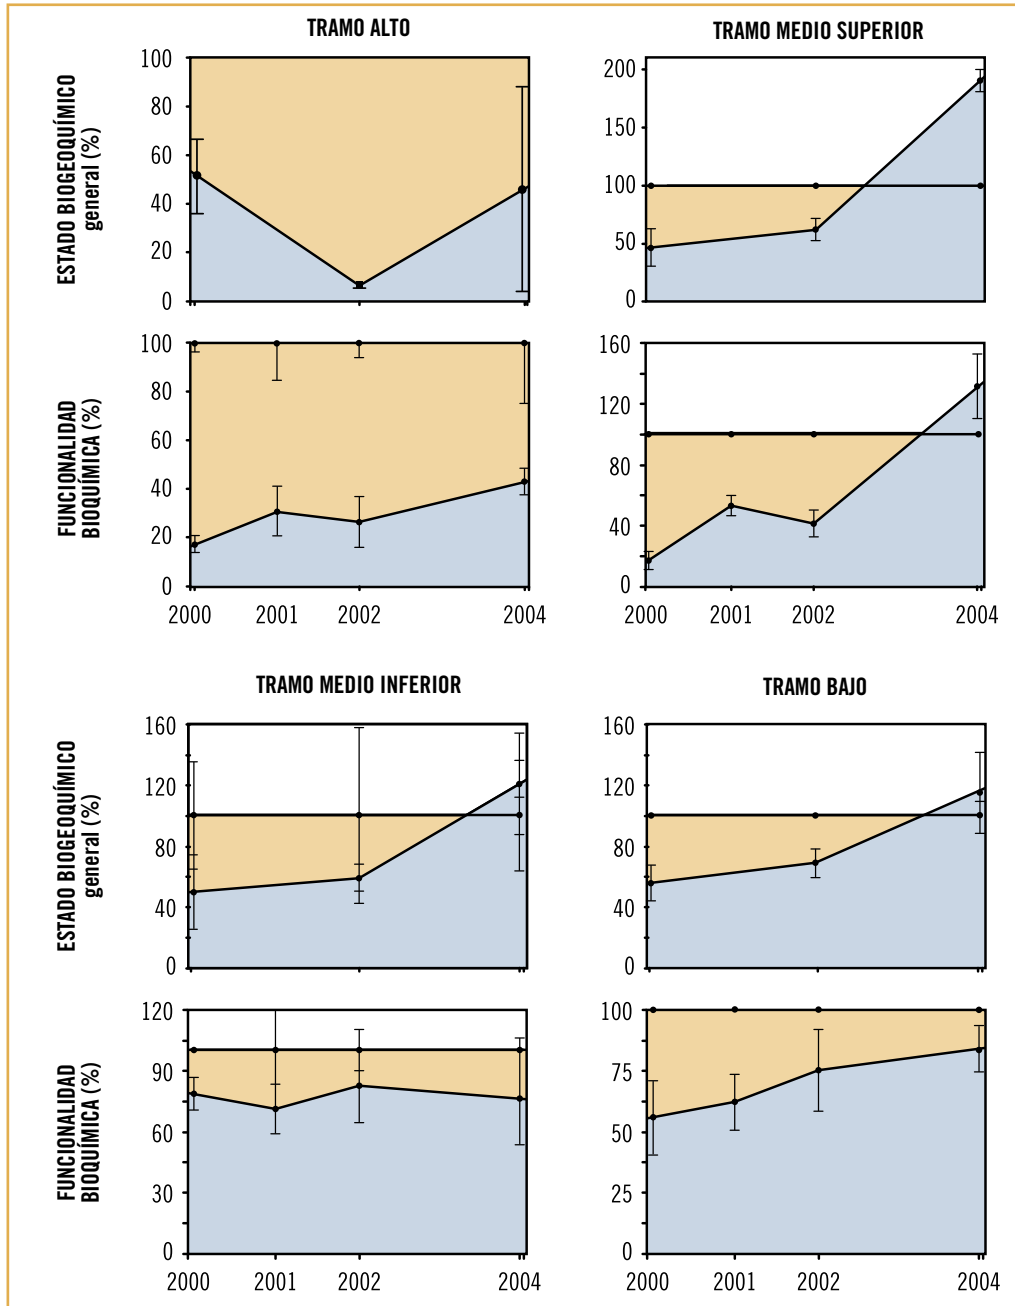 TRAMO ALTO
ESTADO BIOGEOQUÍMICO
general (%)
100
80
60
40
20
0
TRAMO MEDIO SUPERIOR
200
150
100
50
0
FUNCIONALIDAD
BIOQUÍMICA (%)
100
80
60
40
20
0
2000 2001 2002 2004
160
120
80
40
0
2000 2001 2002 2004
TRAMO MEDIO INFERIOR
ESTADO BIOGEOQUÍMICO
general (%)
160
120
80
40
0
TRAMO BAJO
160
120
80
40
0
FUNCIONALIDAD
BIOQUÍMICA (%)
120
90
60
30
0
2000 2001 2002 2004
100
75
50
25
0
2000 2001 2002 2004